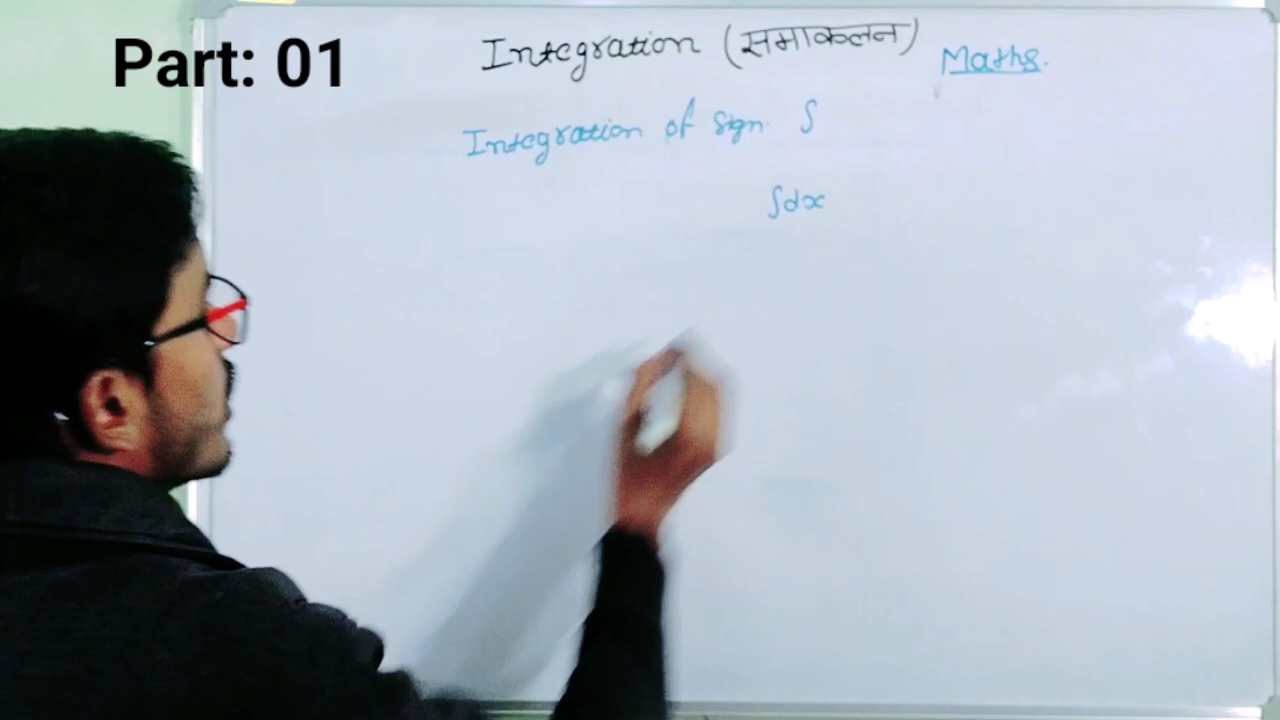 Part: 01
Integration (समाकलन) Maths.
Integration of sign. ∫
∫dx